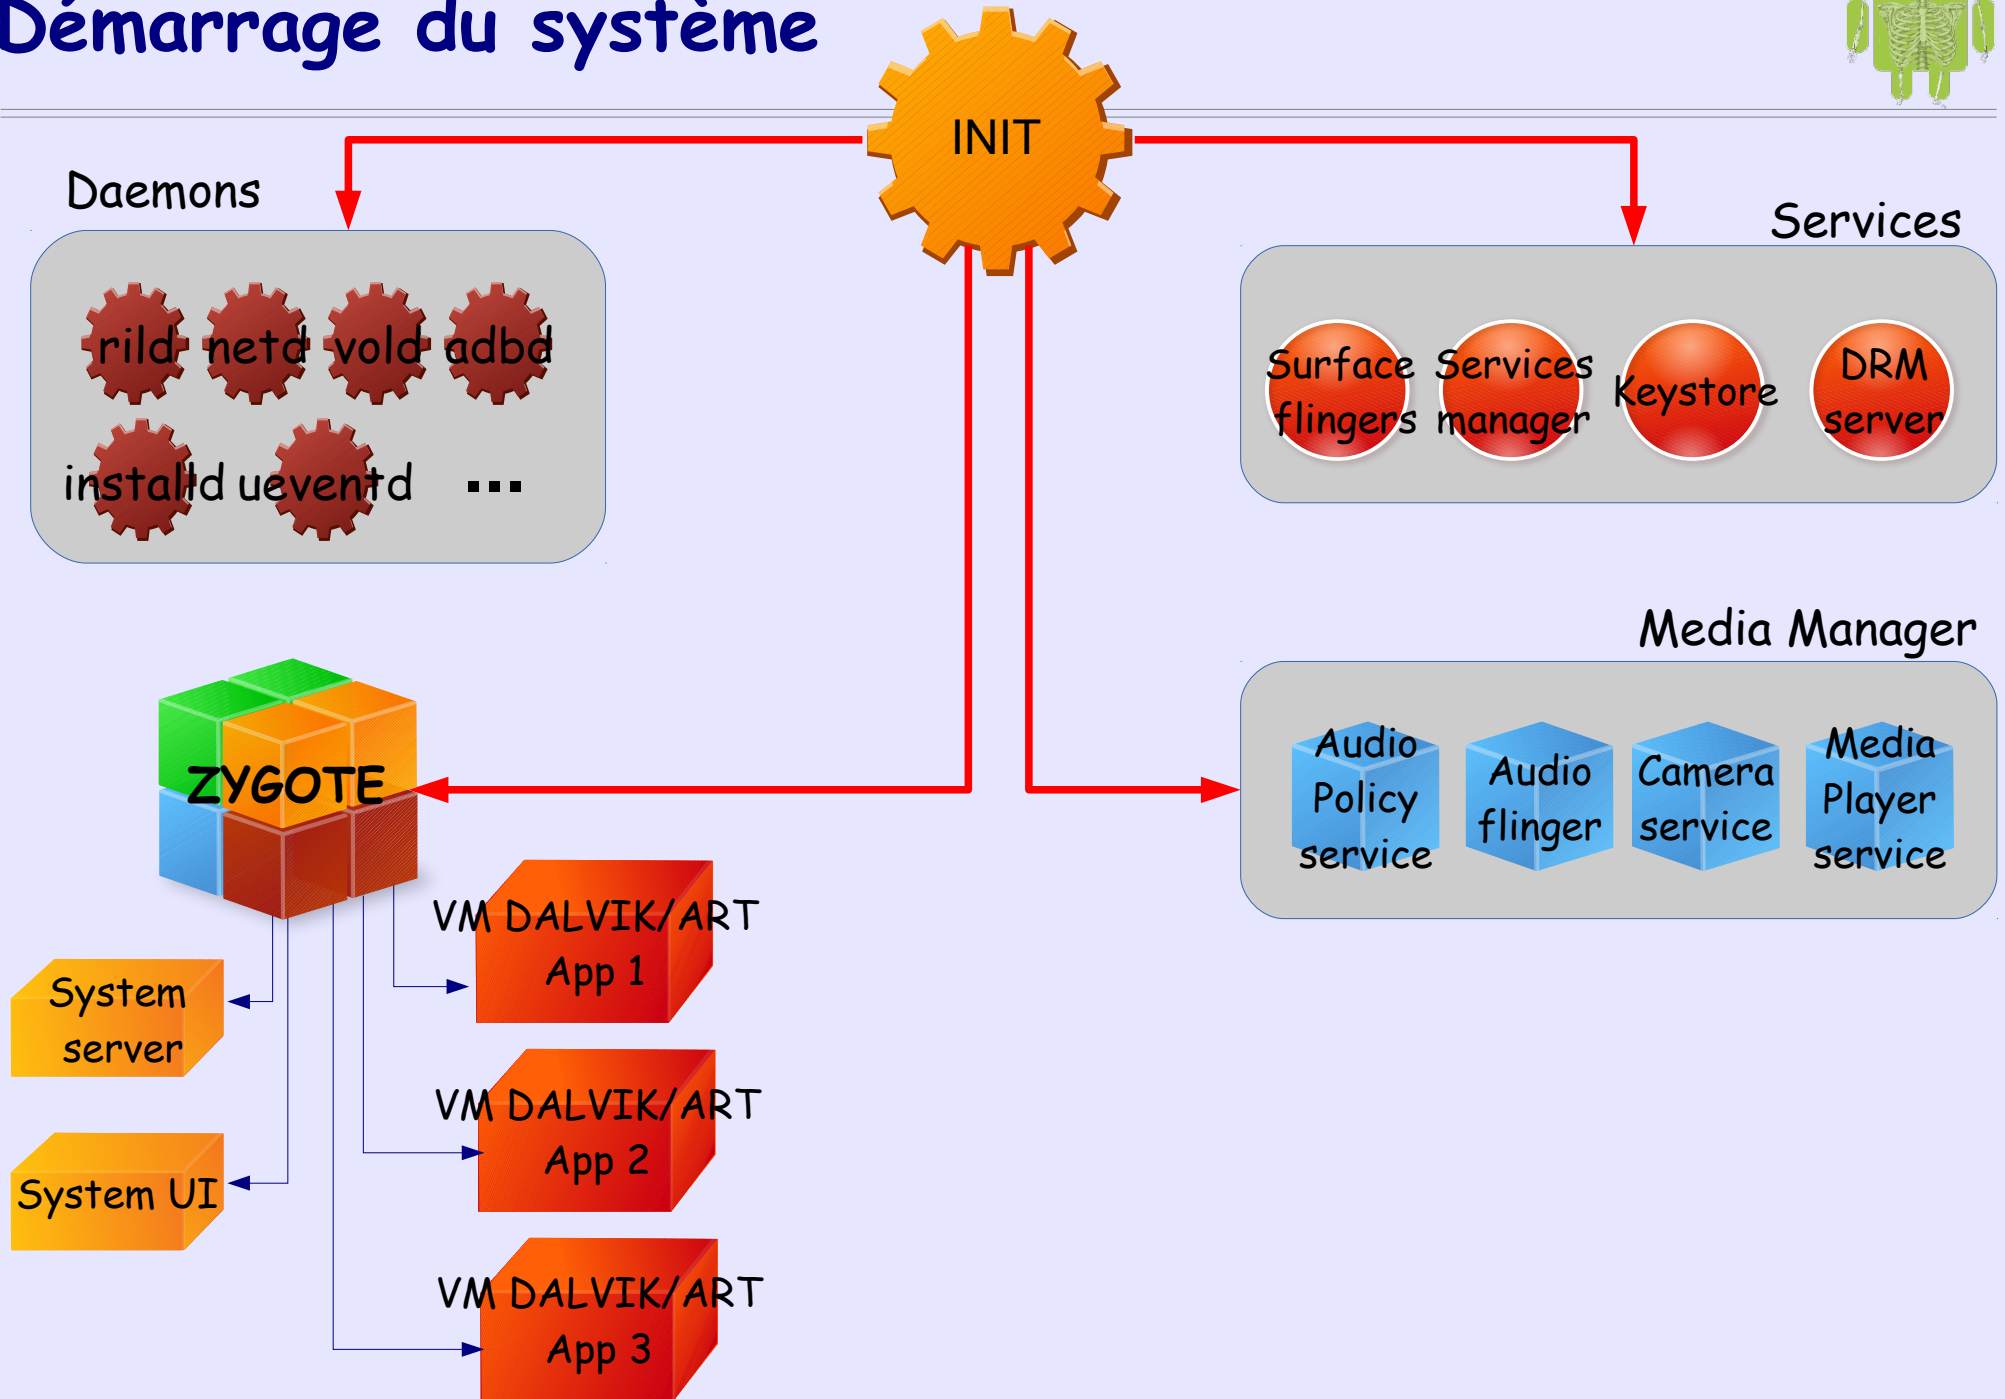 Démarrage du système
INIT
Daemons
rild netd vold adbd
installd ueventd ...
Services
Surface
flingers
Services
manager
Keystore
DRM
server
Media Manager
Audio
Policy
service
Audio
flinger
Camera
service
Media
Player
service
ZYGOTE
System
server
System UI
VM DALVIK/ART
App 1
VM DALVIK/ART
App 2
VM DALVIK/ART
App 3